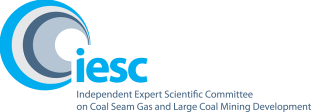 iesc
Independent Expert Scientific Committee
on Coal Seam Gas and Large Coal Mining Development